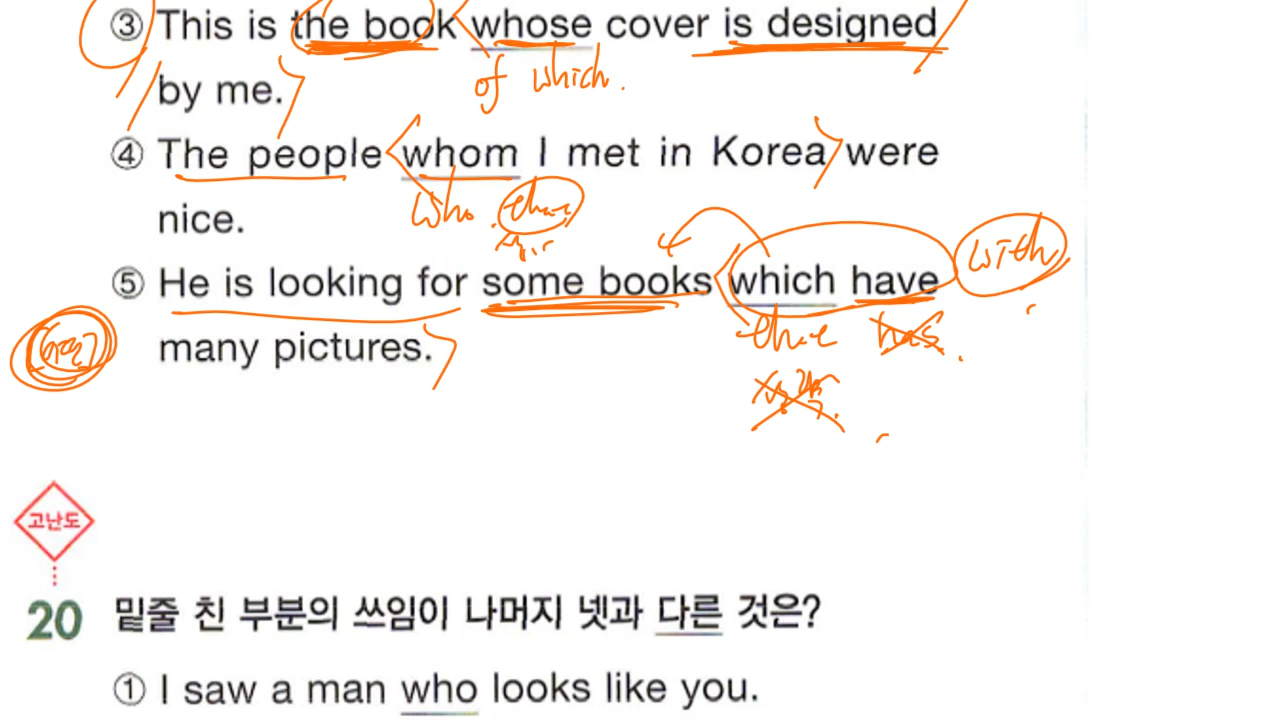 ③ This is the book whose cover is designed
of which.
by me.
④ The people whom I met in Korea were
who. that
nice.
⑤ He is looking for some books which have with
many pictures. that has.
고난도
20 밑줄 친 부분의 쓰임이 나머지 넷과 다른 것은?
① I saw a man who looks like you.